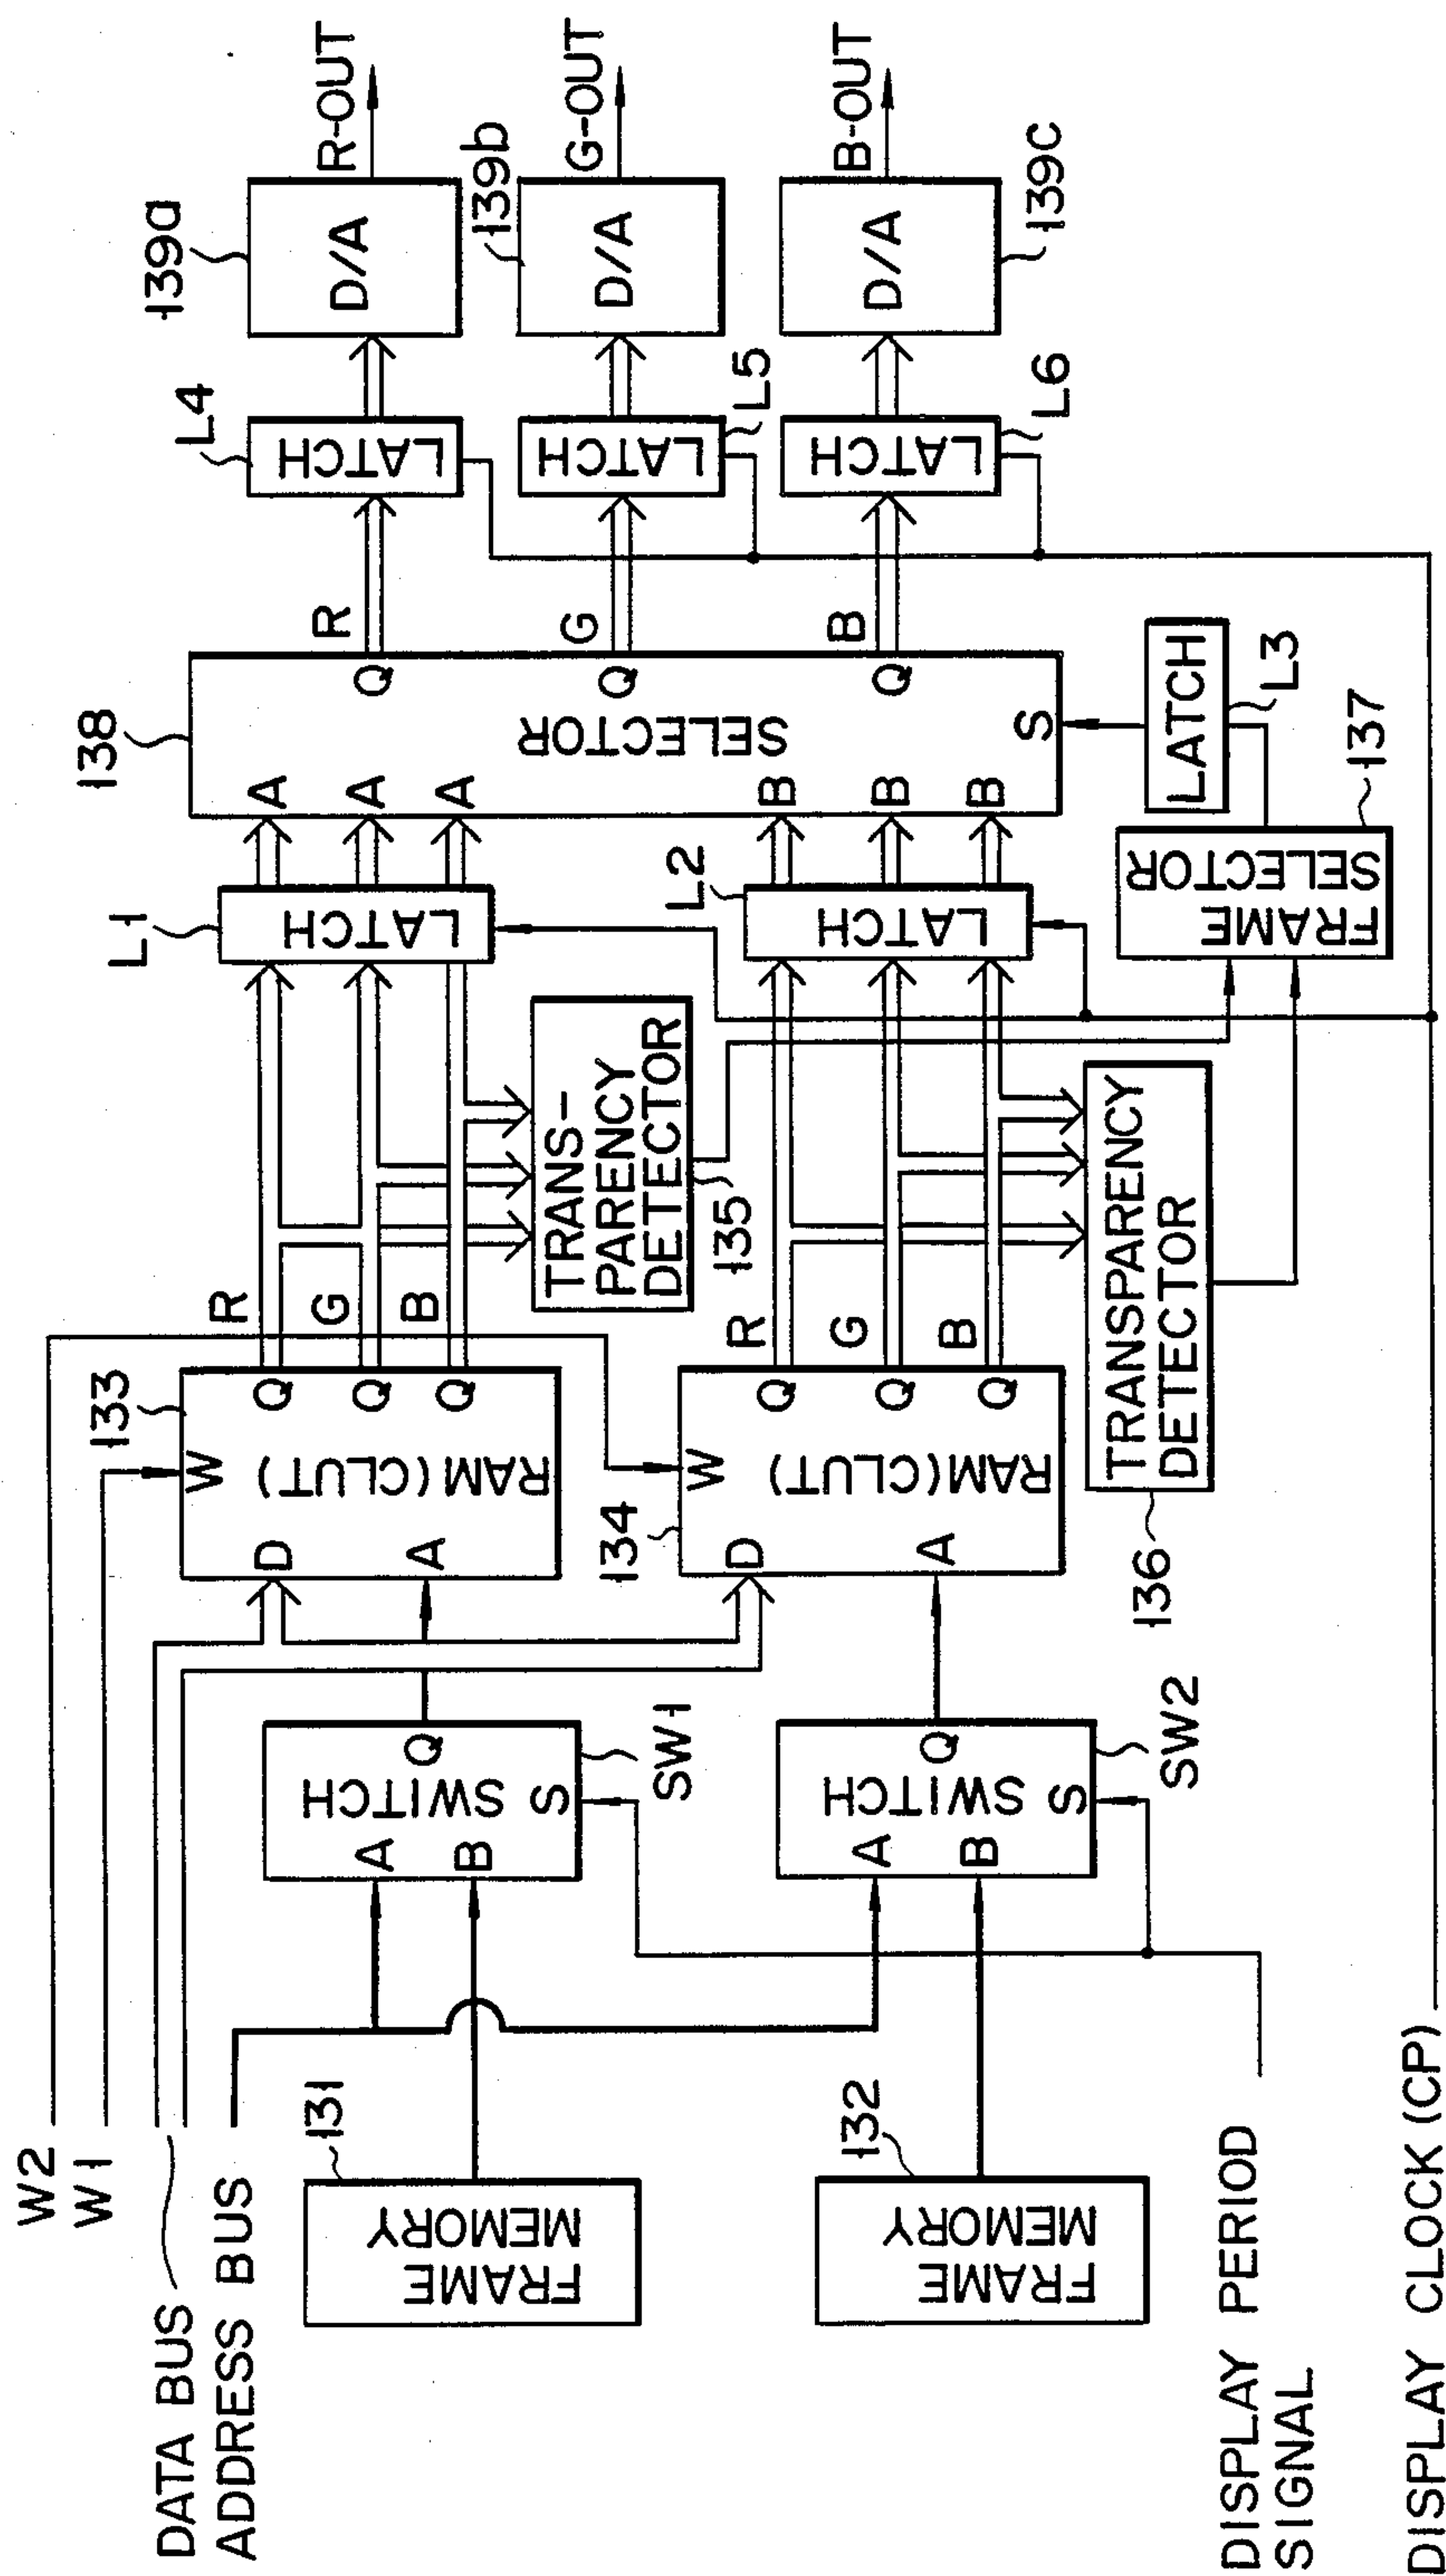 W2
W1
DATA BUS
ADDRESS BUS
131
FRAME
MEMORY
132
FRAME
MEMORY
DISPLAY PERIOD
SIGNAL
DISPLAY CLOCK (CP)
A
B
SWITCH
Q
S
SW1
A
B
SWITCH
Q
S
SW2
133
D
A
W
RAM(CLUT)
Q
Q
Q
R
G
B
134
D
A
W
RAM(CLUT)
Q
Q
Q
R
G
B
TRANS-
PARENCY
DETECTOR
135
TRANSPARENCY
DETECTOR
136
L1
LATCH
L2
LATCH
FRAME
SELECTOR
137
LATCH
L3
138
A
A
A
B
B
B
SELECTOR
S
Q
Q
Q
R
G
B
L4
LATCH
LATCH
L5
LATCH
L6
139a
D/A
R-OUT
139b
D/A
G-OUT
D/A
139c
B-OUT